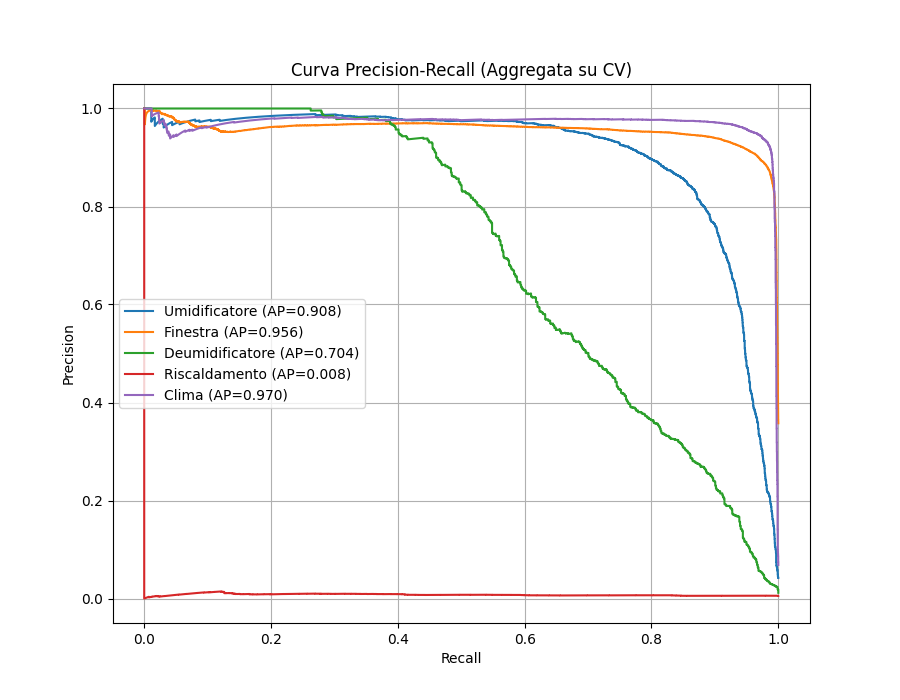 Curva Precision-Recall (Aggregata su CV)
1.0
0.8
0.6
0.4
0.2
0.0
Precision
Umidificatore (AP=0.908)
Finestra (AP=0.956)
Deumidificatore (AP=0.704)
Riscaldamento (AP=0.008)
Clima (AP=0.970)
0.0 0.2 0.4 0.6 0.8 1.0
Recall